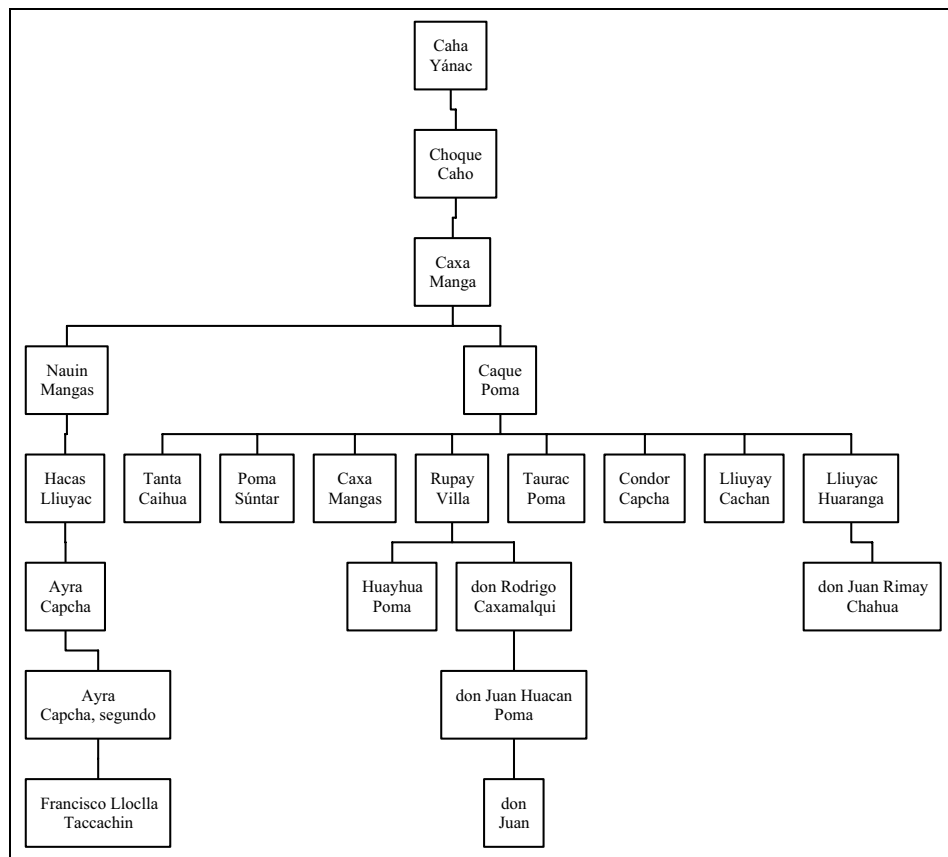 Caha
Yánac
Choque
Caho
Caxa
Manga
Nauin
Mangas
Caque
Poma
Hacas
Lliuyac
Tanta
Caihua
Poma
Súntar
Caxa
Mangas
Rupay
Villa
Taurac
Poma
Condor
Capcha
Lliuyay
Cachan
Lliuyac
Huaranga
Ayra
Capcha
Huayhua
Poma
don Rodrigo
Caxamalqui
don Juan Rimay
Chahua
Ayra
Capcha, segundo
don Juan Huacan
Poma
Francisco Lloclla
Taccachin
don
Juan